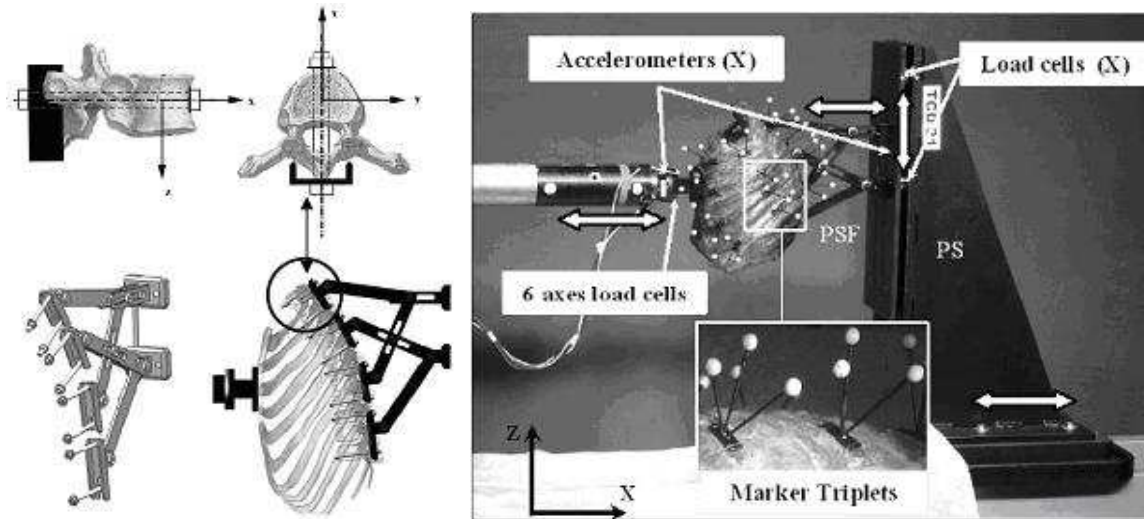 X
Z
X
Y
Accelerometers (X)
Load cells (X)
PSF
PS
6 axes load cells
Z
X
Marker Triplets